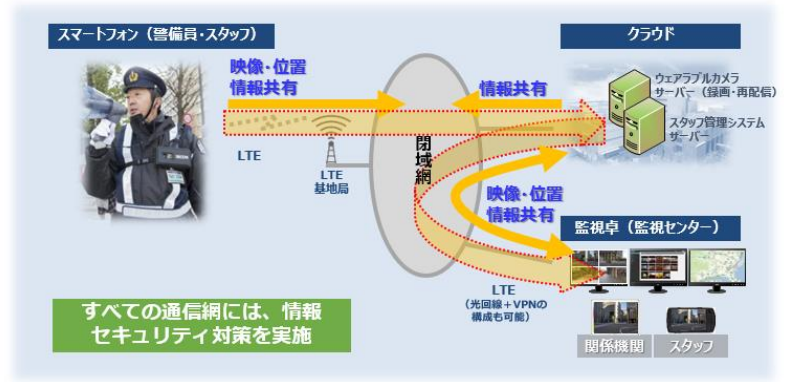 スマートフォン（警備員・スタッフ）
クラウド
映像・位置
情報共有
情報共有
ウェアラブルカメラ
サーバー（録画・再配信）
スタッフ管理システム
サーバー
LTE
LTE
基地局
閉域網
映像・位置
情報共有
監視卓（監視センター）
LTE
（光回線＋VPNの
構成も可能）
すべての通信網には、情報
セキュリティ対策を実施
関係機関
スタッフ